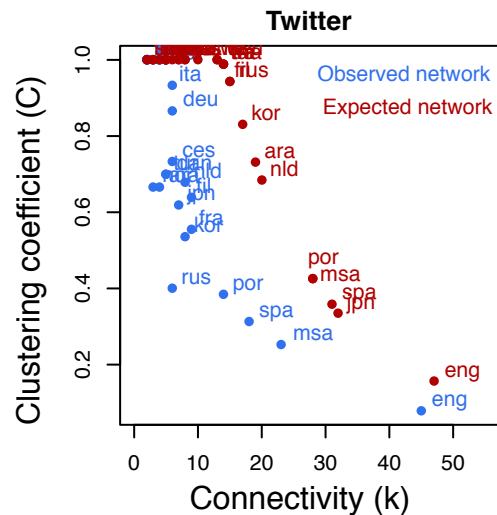 Twitter
Clustering coefficient (C)
1.0
0.8
0.6
0.4
0.2
Observed network
Expected network
ita
deu
rus
kor
ces
ara
nld
fil
jpn
fra
kor
por
msa
rus
por
spa
jpn
spa
msa
eng
eng
0
10
20
30
40
50
Connectivity (k)